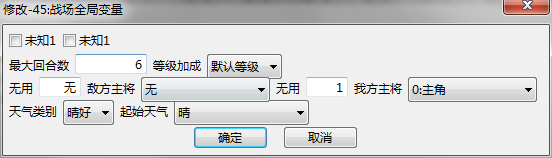 修改-45:战场全局变量
未知1 未知1
最大回合数 6 等级加成 默认等级
无用 无 敌方主将 无 无用 1 我方主将 0:主角
天气类别 晴好 起始天气 晴
确定 取消